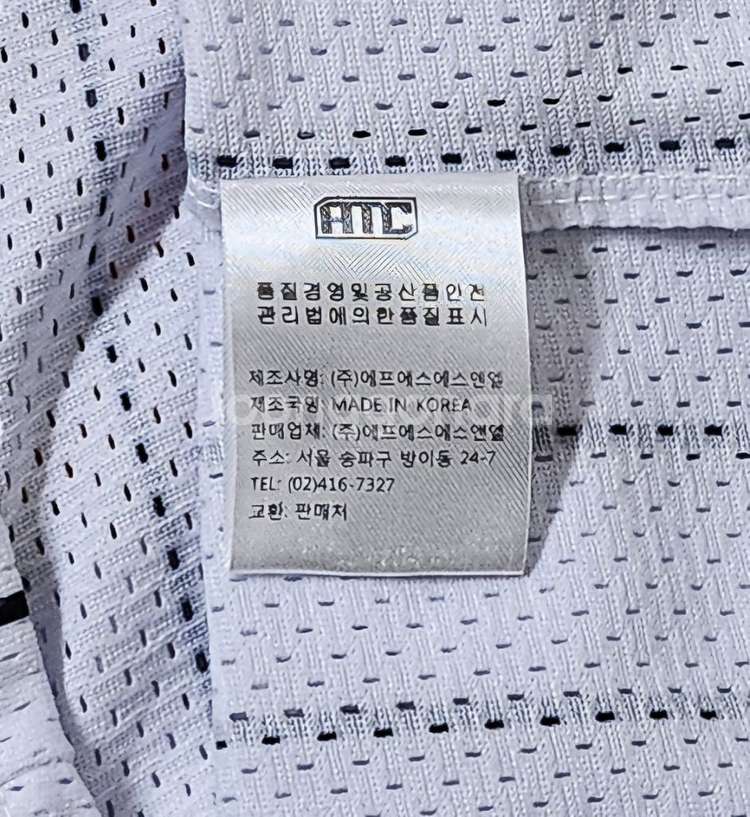 HTC
품질경영및공산품안전
관리법에의한품질표시
제조사명: (주)에프에스에스엔엘
제조국명: MADE IN KOREA
판매업체: (주)에프에스에스엔엘
주소: 서울 송파구 방이동 24-7
TEL: (02)416-7327
교환: 판매처